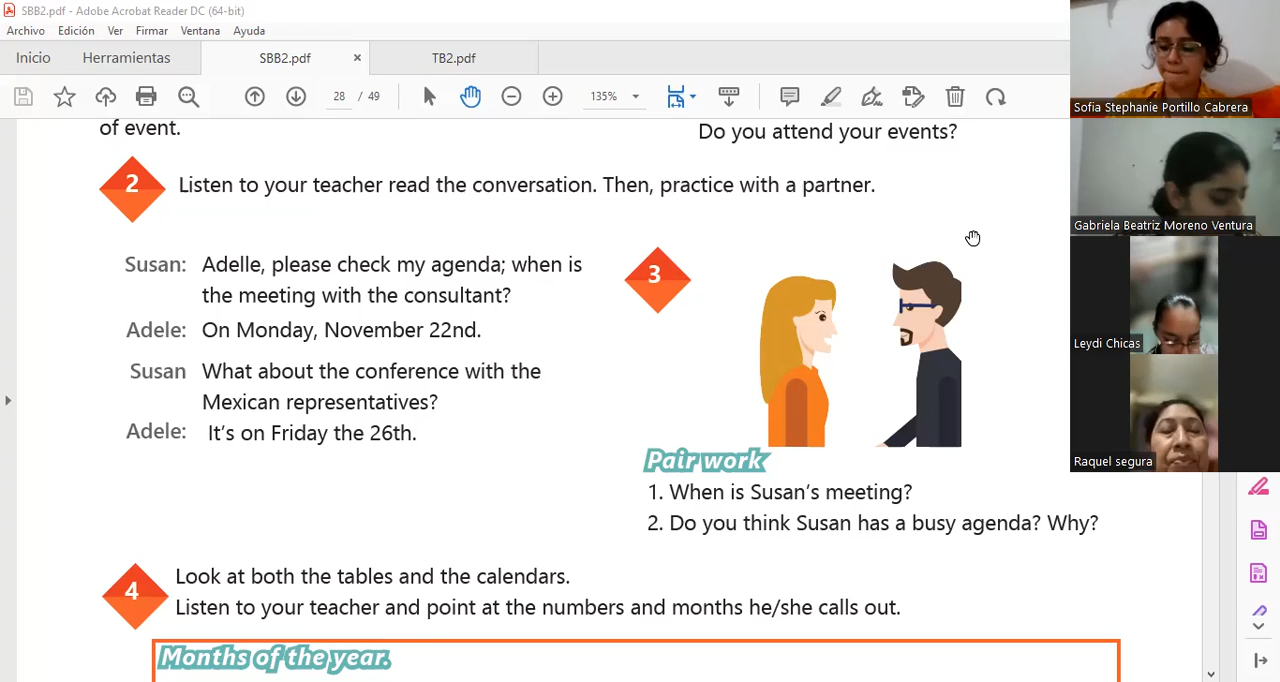 SBB2.pdf - Adobe Acrobat Reader DC (64-bit)
Archivo Edición Ver Firmar Ventana Ayuda
Inicio Herramientas SBB2.pdf × TB2.pdf
28 / 49 135%
of event.
Do you attend your events?
2 Listen to your teacher read the conversation. Then, practice with a partner.
Susan: Adelle, please check my agenda; when is
the meeting with the consultant?
Adele: On Monday, November 22nd.
Susan What about the conference with the
Mexican representatives?
Adele: It's on Friday the 26th.
3
Pair work
1. When is Susan's meeting?
2. Do you think Susan has a busy agenda? Why?
4 Look at both the tables and the calendars.
Listen to your teacher and point at the numbers and months he/she calls out.
Months of the year.
Sofia Stephanie Portillo Cabrera
Gabriela Beatriz Moreno Ventura
Leydi Chicas
Raquel segura